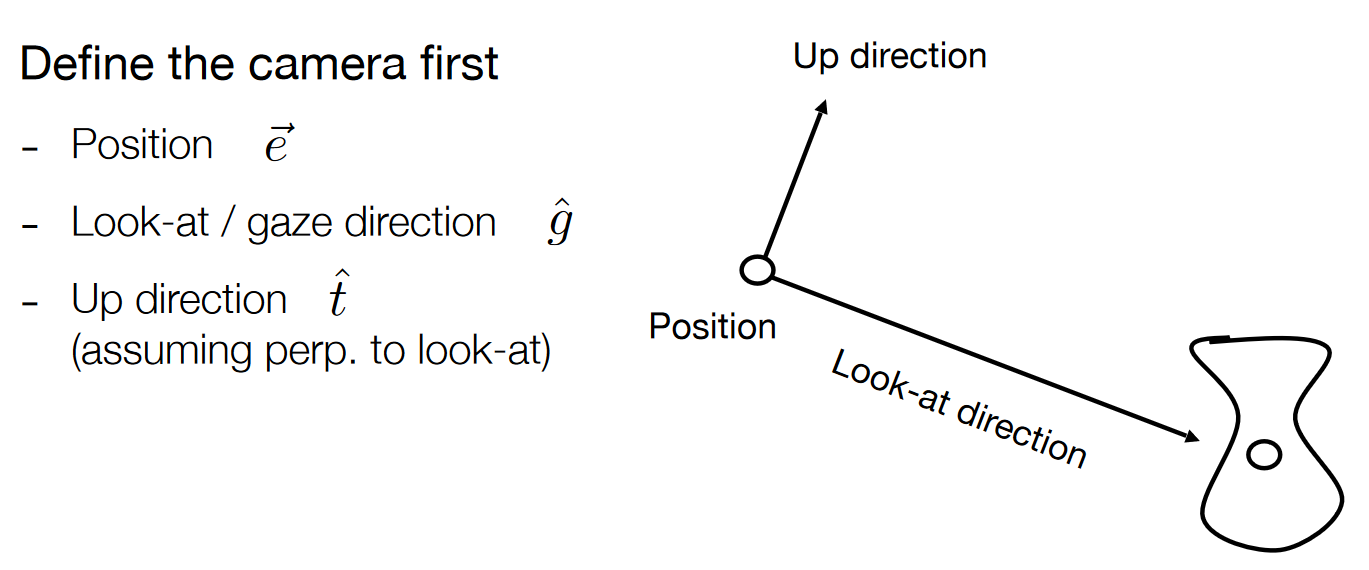 Define the camera first
- Position $\vec{e}$
- Look-at / gaze direction $\hat{g}$
- Up direction $\hat{t}$
(assuming perp. to look-at)
Up direction
Position
Look-at direction